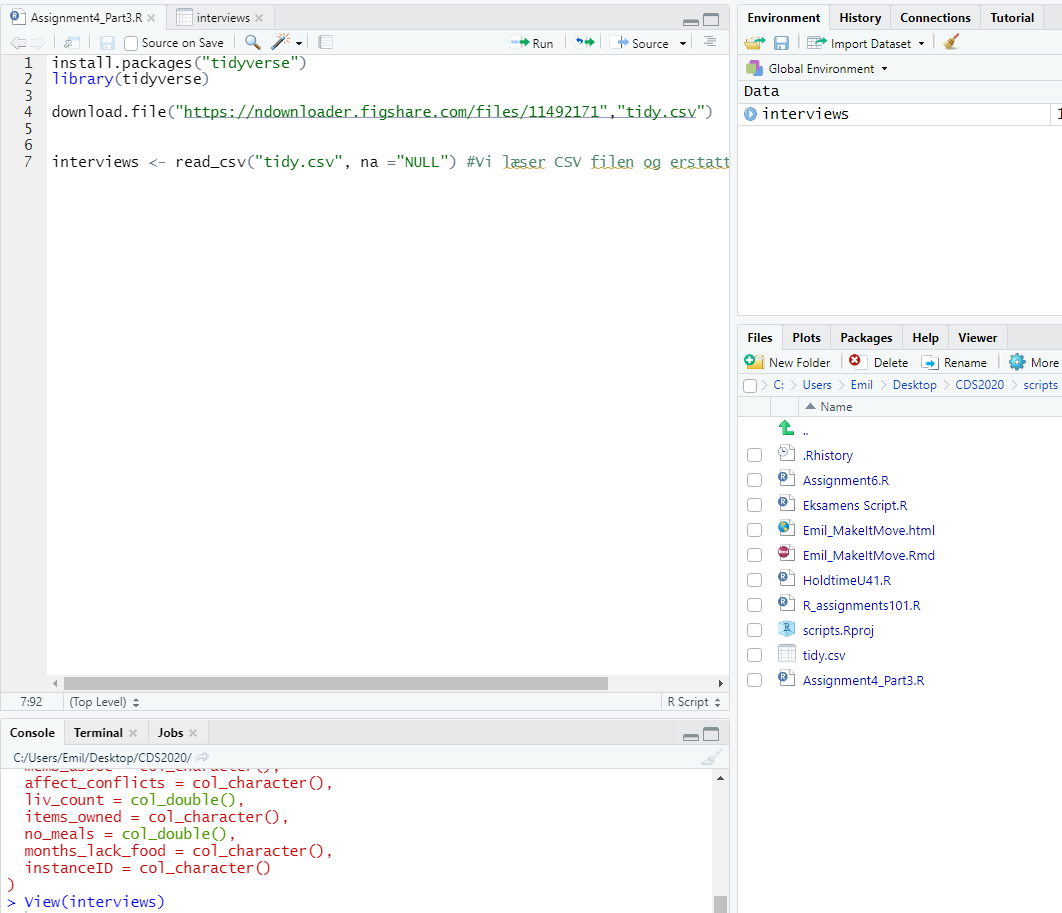 Assignment4_Part3.R
interviews
Source on Save
Run
Source
1 install.packages("tidyverse")
2 library(tidyverse)
3
4 download.file("https://ndownloader.figshare.com/files/11492171","tidy.csv")
5
6
7 interviews <- read_csv("tidy.csv", na ="NULL") #Vi læser CSV filen og erstatt
7:92
(Top Level)
R Script
Console
Terminal
Jobs
C:/Users/Emil/Desktop/CDS2020/
affect_conflicts = col_character(),
liv_count = col_double(),
items_owned = col_character(),
no_meals = col_double(),
months_lack_food = col_character(),
instanceID = col_character()
)
> View(interviews)
Environment
History
Connections
Tutorial
Import Dataset
Global Environment
Data
interviews
Files
Plots
Packages
Help
Viewer
New Folder
Delete
Rename
More
C:
Users
Emil
Desktop
CDS2020
scripts
Name
..
.Rhistory
Assignment6.R
Eksamens Script.R
Emil_MakeItMove.html
Emil_MakeItMove.Rmd
HoldtimeU41.R
R_assignments101.R
scripts.Rproj
tidy.csv
Assignment4_Part3.R